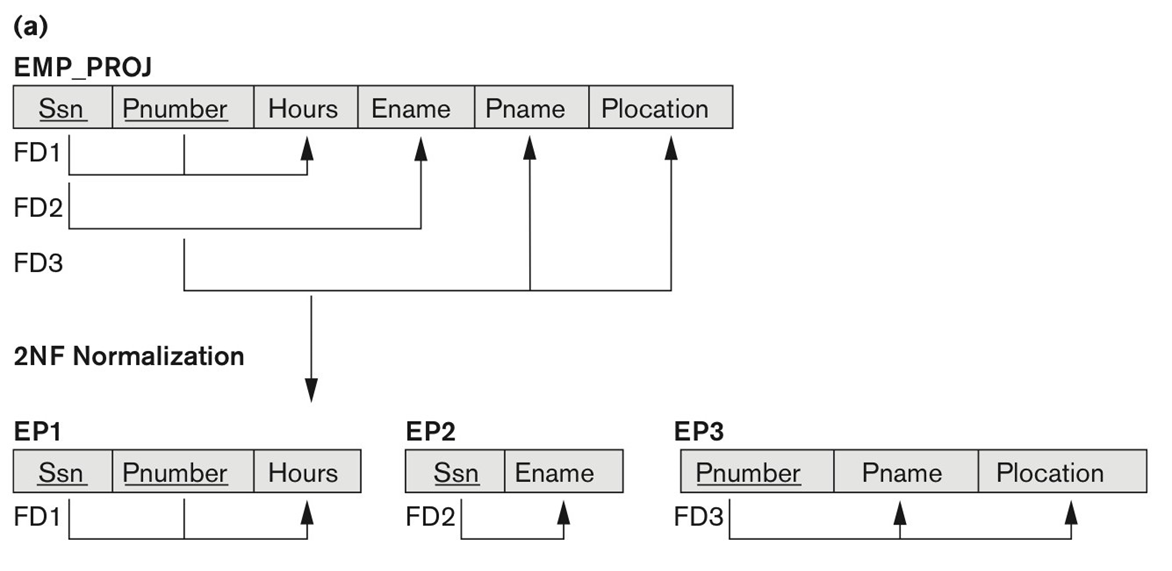 (a)
EMP_PROJ
Ssn Pnumber Hours Ename Pname Plocation
FD1
FD2
FD3
2NF Normalization
EP1 EP2 EP3
Ssn Pnumber Hours Ssn Ename Pnumber Pname Plocation
FD1 FD2 FD3